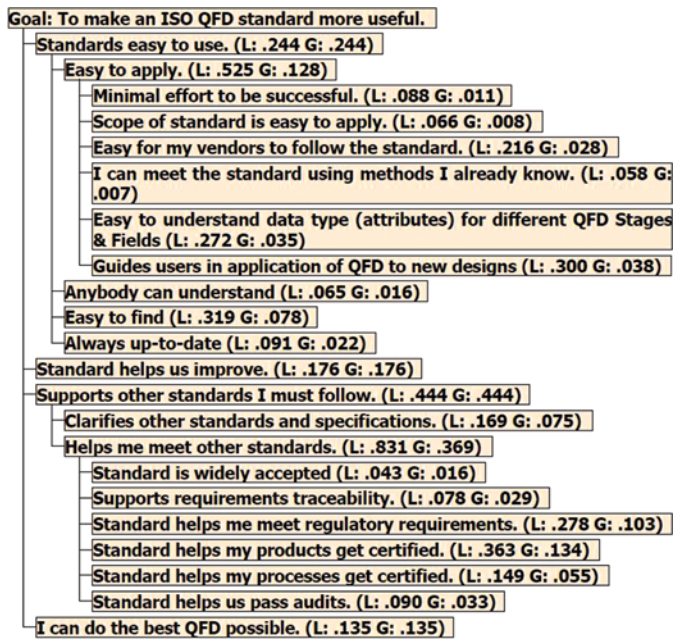 Goal: To make an ISO QFD standard more useful.
Standards easy to use. (L: .244 G: .244)
Easy to apply. (L: .525 G: .128)
Minimal effort to be successful. (L: .088 G: .011)
Scope of standard is easy to apply. (L: .066 G: .008)
Easy for my vendors to follow the standard. (L: .216 G: .028)
I can meet the standard using methods I already know. (L: .058 G:
.007)
Easy to understand data type (attributes) for different QFD Stages
& Fields (L: .272 G: .035)
Guides users in application of QFD to new designs (L: .300 G: .038)
Anybody can understand (L: .065 G: .016)
Easy to find (L: .319 G: .078)
Always up-to-date (L: .091 G: .022)
Standard helps us improve. (L: .176 G: .176)
Supports other standards I must follow. (L: .444 G: .444)
Clarifies other standards and specifications. (L: .169 G: .075)
Helps me meet other standards. (L: .831 G: .369)
Standard is widely accepted (L: .043 G: .016)
Supports requirements traceability. (L: .078 G: .029)
Standard helps me meet regulatory requirements. (L: .278 G: .103)
Standard helps my products get certified. (L: .363 G: .134)
Standard helps my processes get certified. (L: .149 G: .055)
Standard helps us pass audits. (L: .090 G: .033)
I can do the best QFD possible. (L: .135 G: .135)